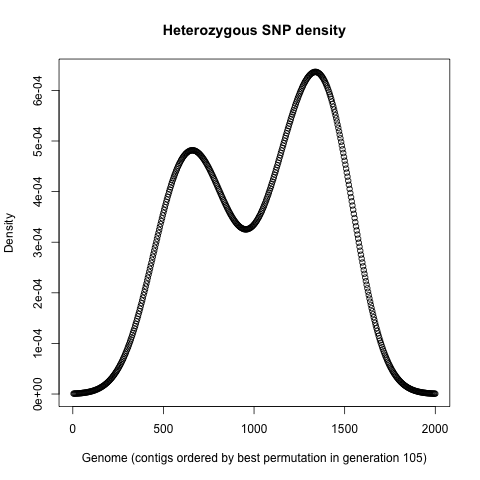 Heterozygous SNP density
6e-04
5e-04
4e-04
3e-04
2e-04
1e-04
0e+00
Density
0 500 1000 1500 2000
Genome (contigs ordered by best permutation in generation 105)